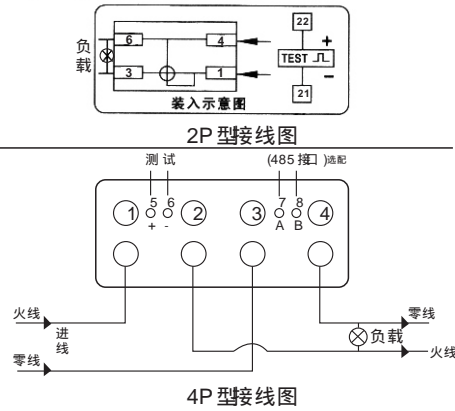 22
6 4 +
负载 TEST
3 1 -
21
装入示意图
2P型接线图
测试 (485接口)选配
1 5 6 2 3 7 8 4
+ - A B
火线 零线
进线 负载
零线 火线
4P型接线图